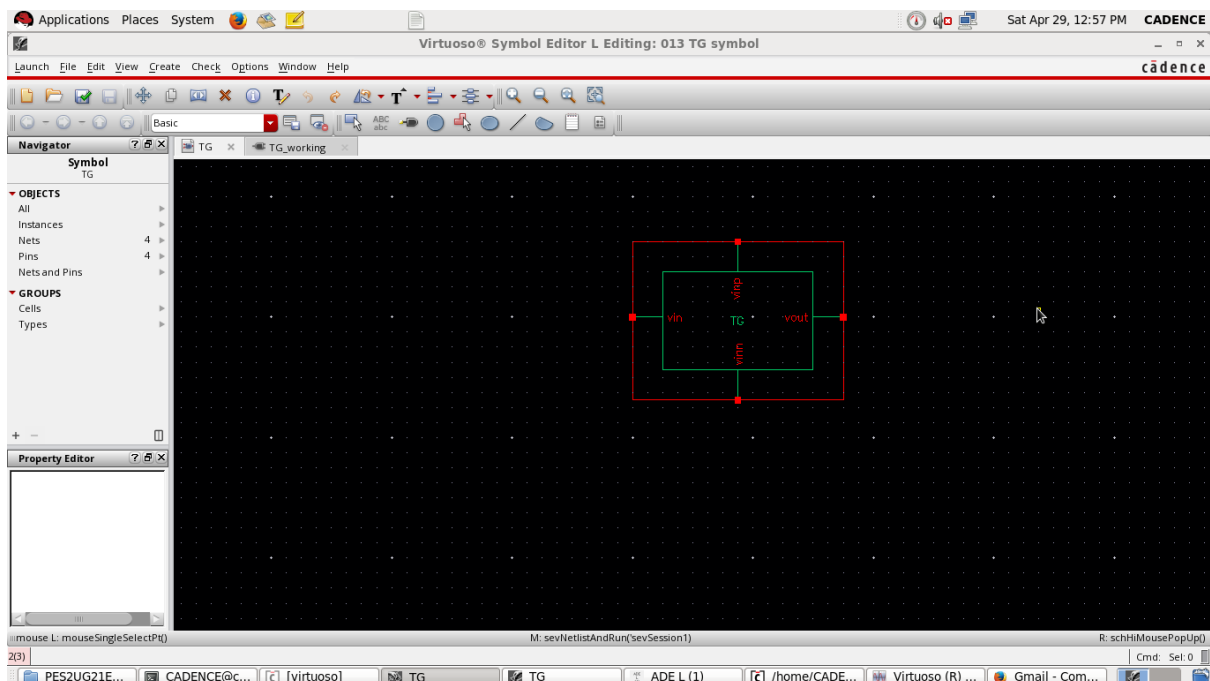 Applications Places System Sat Apr 29, 12:57 PM CADENCE
Virtuoso® Symbol Editor L Editing: 013 TG symbol
Launch File Edit View Create Check Options Window Help cādence
Basic
Navigator TG TG_working
Symbol
TG
OBJECTS
All
Instances
Nets 4
Pins 4
Nets and Pins
GROUPS
Cells
Types
vinp
vin TG vout
vinn
Property Editor
mouse L: mouseSingleSelectPt() M: sevNetlistAndRun('sevSession1) R: schHiMousePopUp()
2(3) Cmd: Sel: 0
PES2UG21E... CADENCE@c... [virtuoso] TG TG ADE L (1) /home/CADE... Virtuoso (R) ... Gmail - Com...